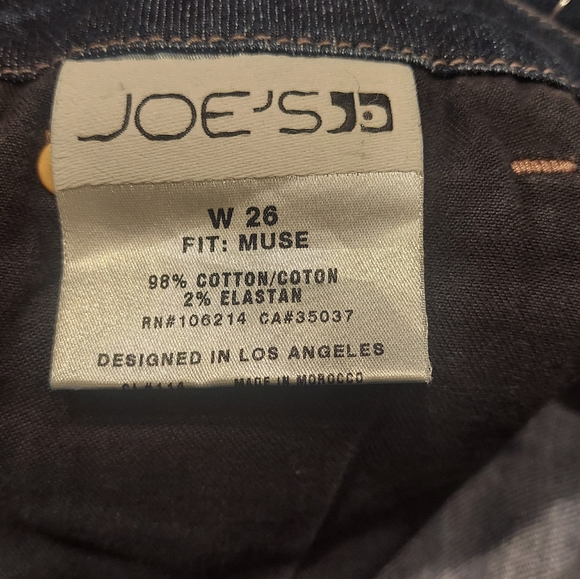 JOE'S
W 26
FIT: MUSE
98% COTTON/COTON
2% ELASTAN
RN#106214 CA#35037
DESIGNED IN LOS ANGELES
MADE IN MOROCCO